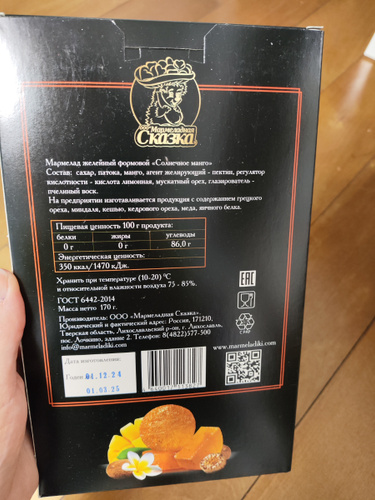 Мармеладная
Сказка
Мармелад желейный формовой «Солнечное манго»
Состав: сахар, патока, манго, агент желирующий - пектин, регулятор
кислотности - кислота лимонная, мускатный орех, глазирователь -
пчелиный воск.
На предприятии изготавливается продукция с содержанием грецкого
ореха, миндаля, кешью, кедрового ореха, меда, яичного белка.
Пищевая ценность 100 г продукта:
белки жиры углеводы
0 г 0 г 86,0 г
Энергетическая ценность:
350 ккал/1470 кДж.
Хранить при температуре (10-20) °C
и относительной влажности воздуха 75 - 85%.
ГОСТ 6442-2014
Масса нетто 170 г.
Производитель: ООО «Мармеладная Сказка»,
Юридический и фактический адрес: Россия, 171210,
Тверская область, Лихославльский р-он, г. Лихославль,
пос. Лочкино, здание 2. Телефон: 8(4822)577-500
info@marmeladiki.com
www.marmeladiki.com
EAC
Дата изготовления:
04.12.24
Годен
01.03.25